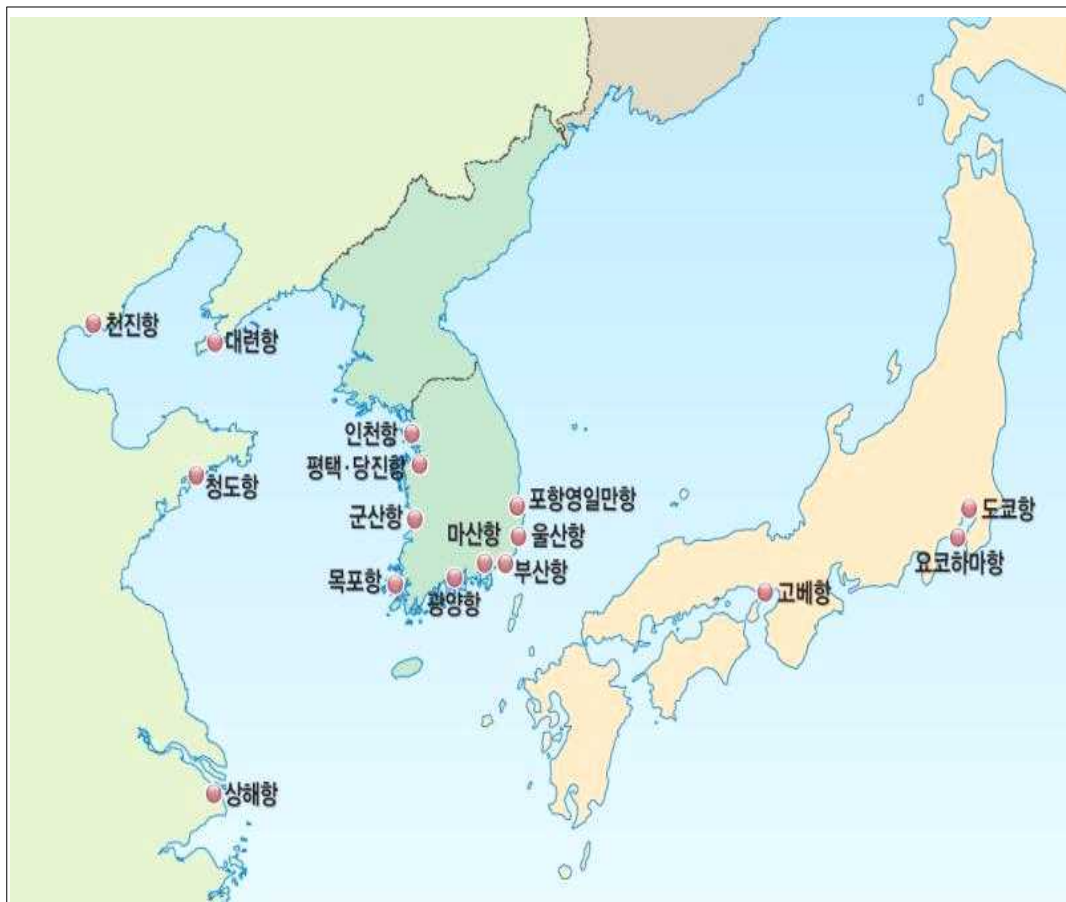 천진항
대련항
인천항
평택·당진항
청도항
포항영일만항
도쿄항
군산항
마산항
울산항
요코하마항
부산항
목포항
광양항
고베항
상해항